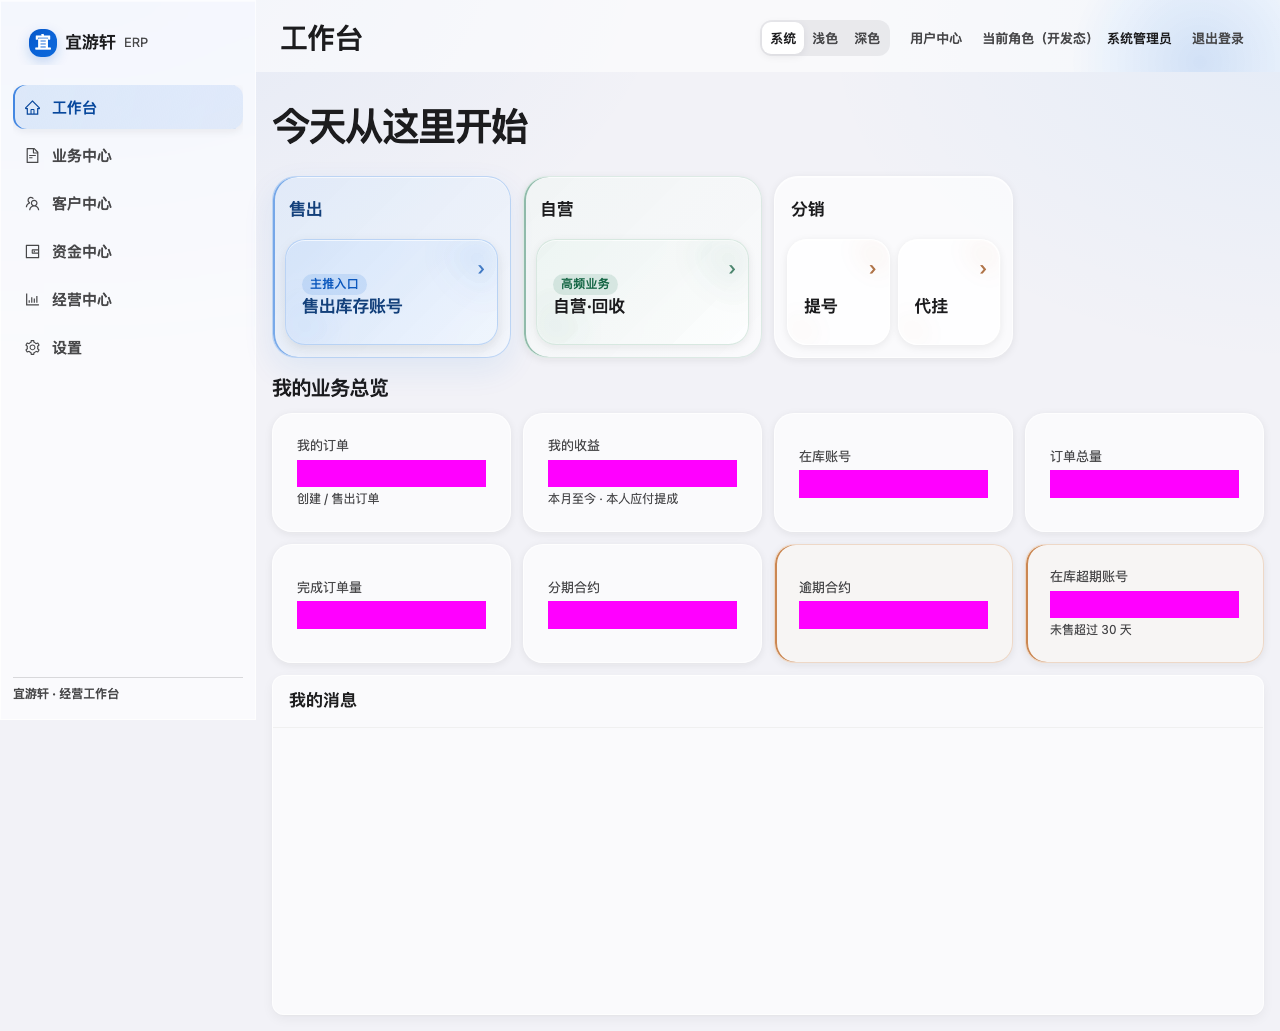 宜 宜游轩 ERP
工作台
业务中心
客户中心
资金中心
经营中心
设置
宜游轩 · 经营工作台
工作台
系统 浅色 深色 用户中心 当前角色（开发态） 系统管理员 退出登录
今天从这里开始
售出
主推入口
售出库存账号
自营
高频业务
自营·回收
分销
提号
代挂
我的业务总览
我的订单
创建 / 售出订单
我的收益
本月至今 · 本人应付提成
在库账号
订单总量
完成订单量
分期合约
逾期合约
在库超期账号
未售超过 30 天
我的消息